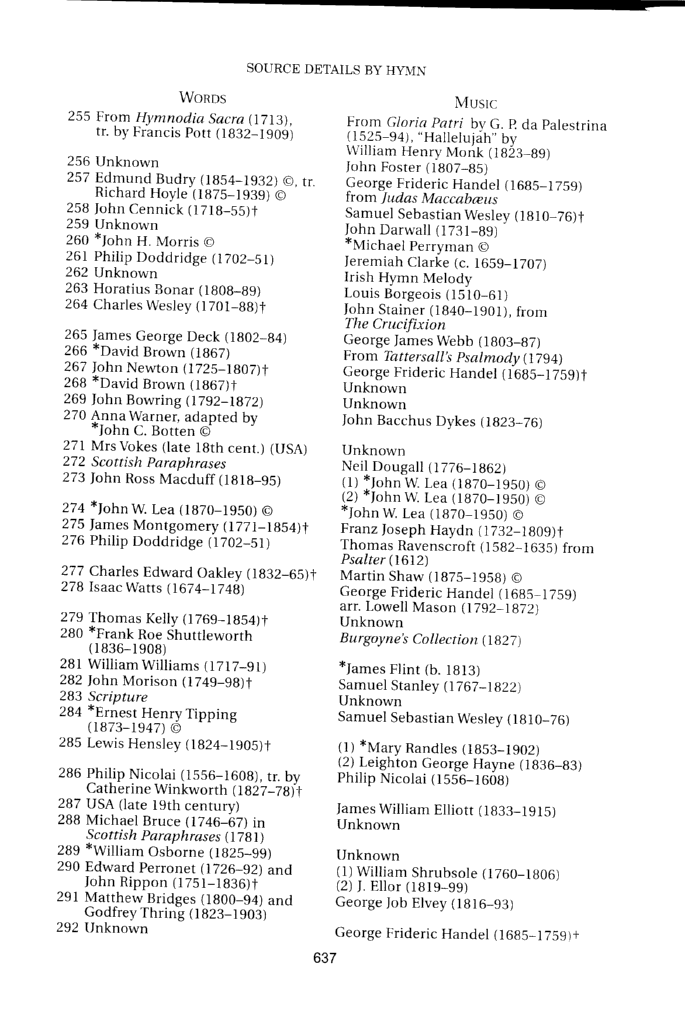 SOURCE DETAILS BY HYMN
WORDS
255 From Hymnodia Sacra (1713),
tr. by Francis Pott (1832–1909)
256 Unknown
257 Edmund Budry (1854–1932) ©, tr.
Richard Hoyle (1875–1939) ©
258 John Cennick (1718–55)†
259 Unknown
260 *John H. Morris ©
261 Philip Doddridge (1702–51)
262 Unknown
263 Horatius Bonar (1808–89)
264 Charles Wesley (1701–88)†
265 James George Deck (1802–84)
266 *David Brown (1867)
267 John Newton (1725–1807)†
268 *David Brown (1867)†
269 John Bowring (1792–1872)
270 Anna Warner, adapted by
*John C. Botten ©
271 Mrs Vokes (late 18th cent.) (USA)
272 Scottish Paraphrases
273 John Ross Macduff (1818–95)
274 *John W. Lea (1870–1950) ©
275 James Montgomery (1771–1854)†
276 Philip Doddridge (1702–51)
277 Charles Edward Oakley (1832–65)†
278 Isaac Watts (1674–1748)
279 Thomas Kelly (1769–1854)†
280 *Frank Roe Shuttleworth
(1836–1908)
281 William Williams (1717–91)
282 John Morison (1749–98)†
283 Scripture
284 *Ernest Henry Tipping
(1873–1947) ©
285 Lewis Hensley (1824–1905)†
286 Philip Nicolai (1556–1608), tr. by
Catherine Winkworth (1827–78)†
287 USA (late 19th century)
288 Michael Bruce (1746–67) in
Scottish Paraphrases (1781)
289 *William Osborne (1825–99)
290 Edward Perronet (1726–92) and
John Rippon (1751–1836)†
291 Matthew Bridges (1800–94) and
Godfrey Thring (1823–1903)
292 Unknown
MUSIC
From Gloria Patri by G. P. da Palestrina
(1525–94), "Hallelujah" by
William Henry Monk (1823–89)
John Foster (1807–85)
George Frideric Handel (1685–1759)
from Judas Maccabæus
Samuel Sebastian Wesley (1810–76)†
John Darwall (1731–89)
*Michael Perryman ©
Jeremiah Clarke (c. 1659–1707)
Irish Hymn Melody
Louis Borgeois (1510–61)
John Stainer (1840–1901), from
The Crucifixion
George James Webb (1803–87)
From Tattersall's Psalmody (1794)
George Frideric Handel (1685–1759)†
Unknown
Unknown
John Bacchus Dykes (1823–76)
Unknown
Neil Dougall (1776–1862)
(1) *John W. Lea (1870–1950) ©
(2) *John W. Lea (1870–1950) ©
*John W. Lea (1870–1950) ©
Franz Joseph Haydn (1732–1809)†
Thomas Ravenscroft (1582–1635) from
Psalter (1612)
Martin Shaw (1875–1958) ©
George Frideric Handel (1685–1759)
arr. Lowell Mason (1792–1872)
Unknown
Burgoyne's Collection (1827)
*James Flint (b. 1813)
Samuel Stanley (1767–1822)
Unknown
Samuel Sebastian Wesley (1810–76)
(1) *Mary Randles (1853–1902)
(2) Leighton George Hayne (1836–83)
Philip Nicolai (1556–1608)
James William Elliott (1833–1915)
Unknown
Unknown
(1) William Shrubsole (1760–1806)
(2) J. Ellor (1819–99)
George Job Elvey (1816–93)
George Frideric Handel (1685–1759)†
637